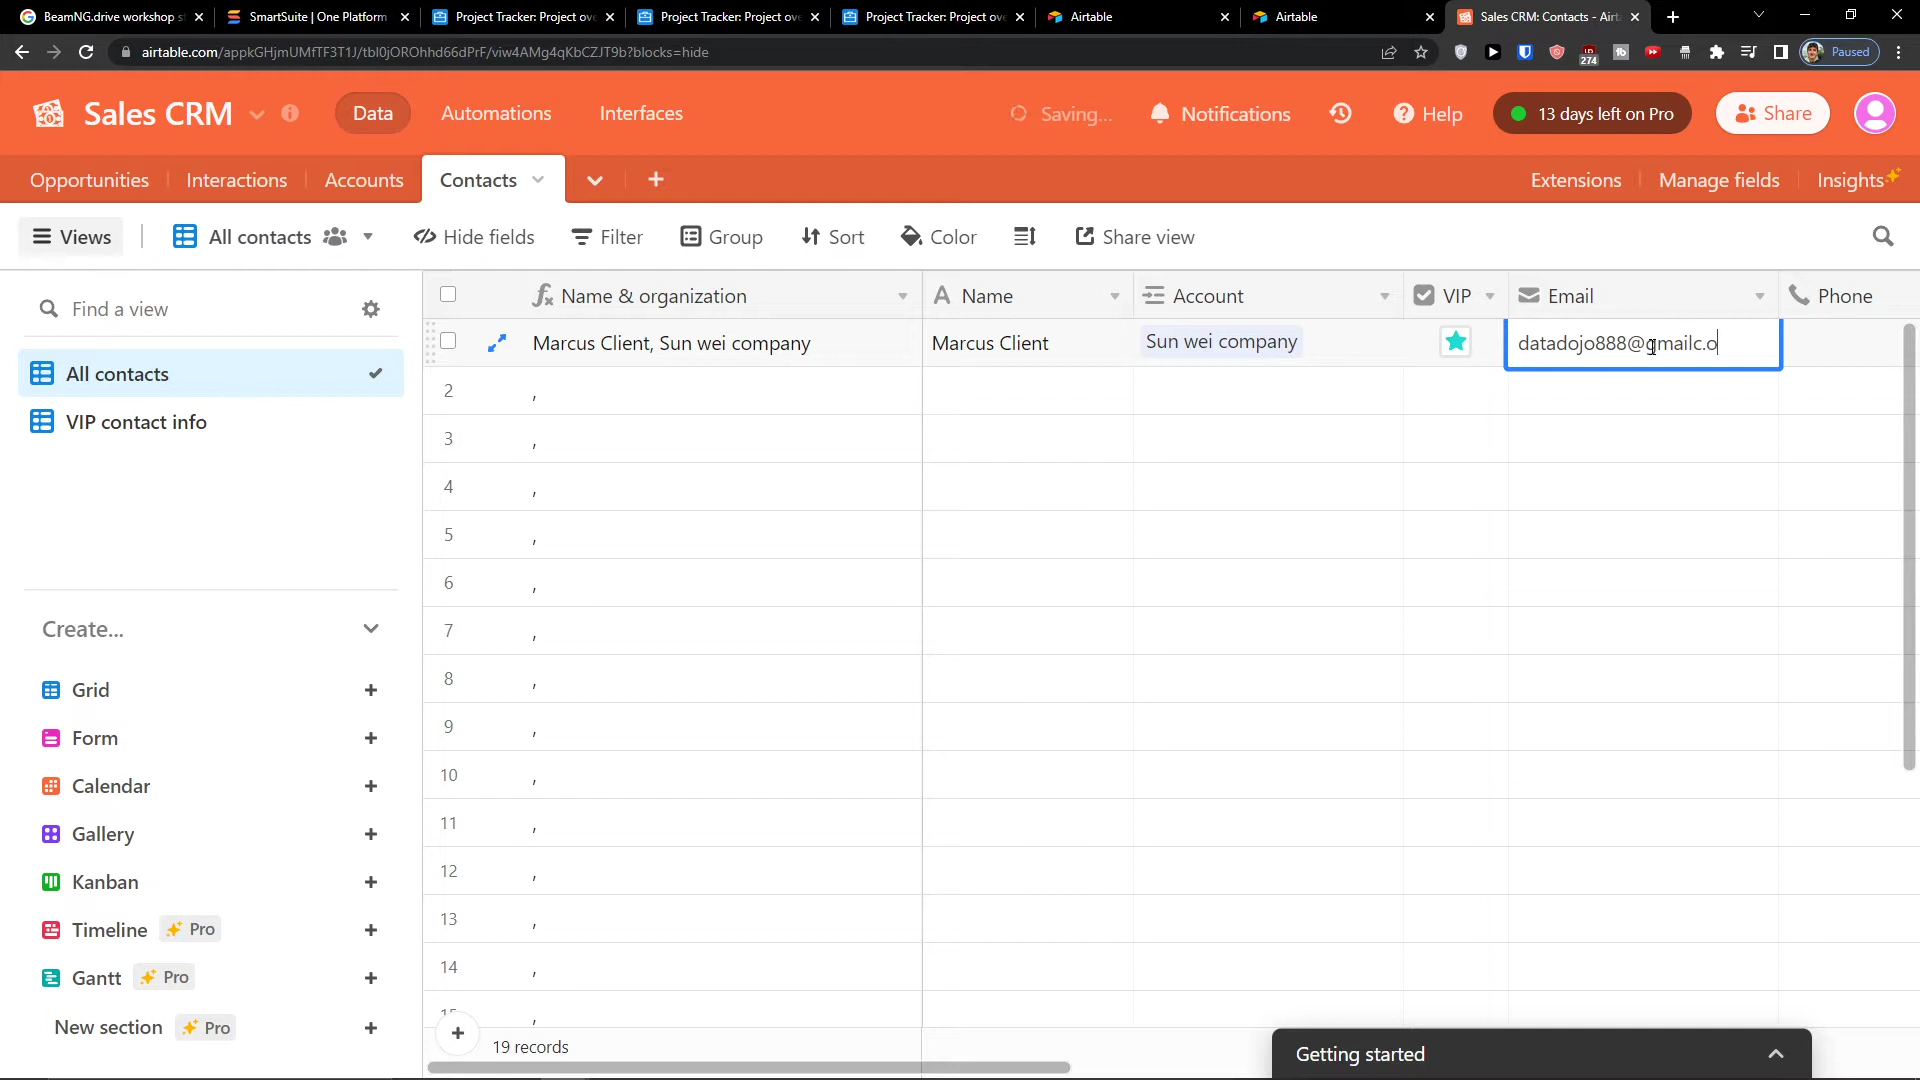 BeamNG.drive workshop s
SmartSuite | One Platform
Project Tracker: Project ov
Project Tracker: Project ov
Project Tracker: Project ov
Airtable
Airtable
Sales CRM: Contacts - Airt
airtable.com/appkGHjmUMfTF3T1J/tbl0jOROhhd66dPrF/viw4AMg4qKbCZJT9b?blocks=hide
274
Paused
Sales CRM
Data
Automations
Interfaces
Saving...
Notifications
Help
13 days left on Pro
Share
Opportunities
Interactions
Accounts
Contacts
Extensions
Manage fields
Insights
Views
All contacts
Hide fields
Filter
Group
Sort
Color
Share view
Find a view
All contacts
VIP contact info
Create...
Grid
Form
Calendar
Gallery
Kanban
Timeline Pro
Gantt Pro
New section Pro
Name & organization
Name
Account
VIP
Email
Phone
Marcus Client, Sun wei company
Marcus Client
Sun wei company
datadojo888@gmailc.o
2 ,
3 ,
4 ,
5 ,
6 ,
7 ,
8 ,
9 ,
10 ,
11 ,
12 ,
13 ,
14 ,
15 ,
19 records
Getting started